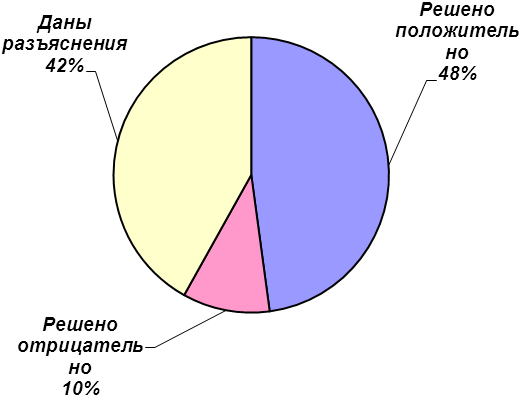 Даны
разъяснения
42%
Решено
положитель
но
48%
Решено
отрицатель
но
10%